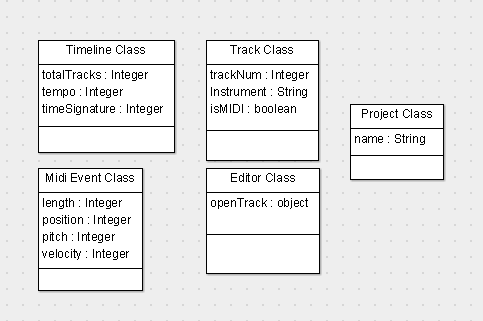 Timeline Class
totalTracks : Integer
tempo : Integer
timeSignature : Integer
Track Class
trackNum : Integer
Instrument : String
isMIDI : boolean
Project Class
name : String
Midi Event Class
length : Integer
position : Integer
pitch : Integer
velocity : Integer
Editor Class
openTrack : object